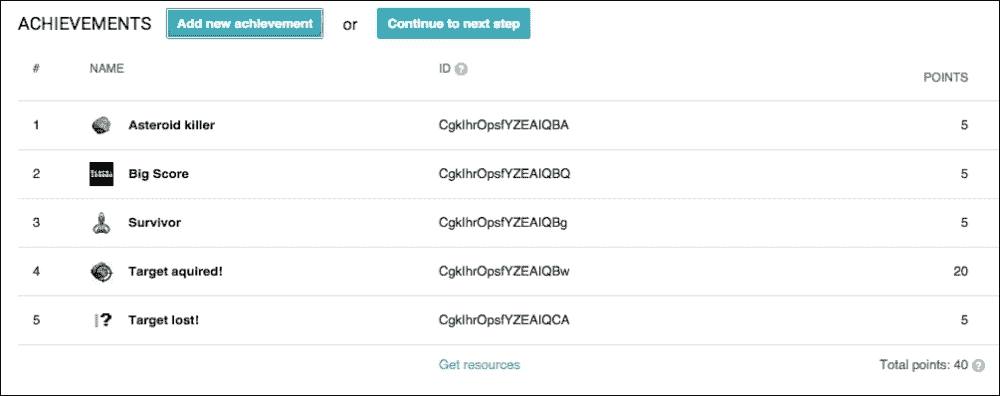 ACHIEVEMENTS Add new achievement or Continue to next step
# NAME ID ? POINTS
1 Asteroid killer CgkIhrOpsfYZEAIQBA 5
2 Big Score CgkIhrOpsfYZEAIQBQ 5
3 Survivor CgkIhrOpsfYZEAIQBg 5
4 Target aquired! CgkIhrOpsfYZEAIQBw 20
5 ? Target lost! CgkIhrOpsfYZEAIQCA 5
Get resources Total points: 40 ?